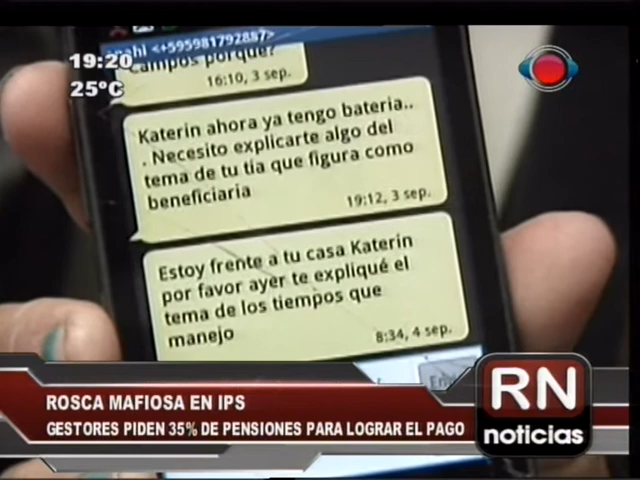 19:20
25°C
<+595981792887>
Campos porque?
16:10, 3 sep.
Katerin ahora ya tengo bateria..
. Necesito explicarte algo del
tema de tu tia que figura como
beneficiaria
19:12, 3 sep.
Estoy frente a tu casa Katerin
por favor ayer te expliqué el
tema de los tiempos que
manejo
8:34, 4 sep.
ROSCA MAFIOSA EN IPS
GESTORES PIDEN 35% DE PENSIONES PARA LOGRAR EL PAGO
RN
noticias